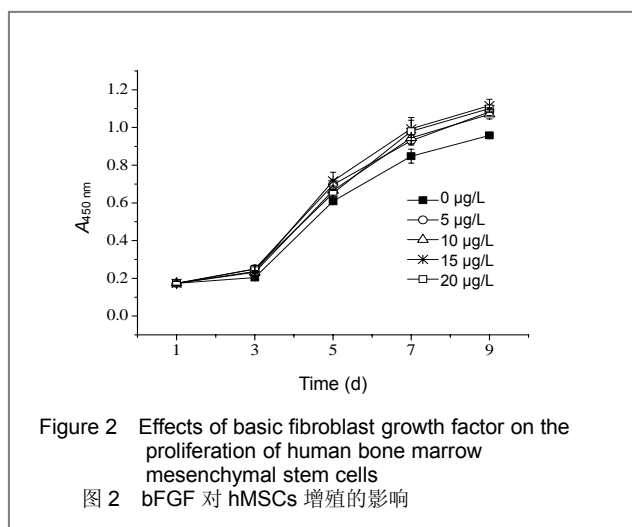 1.2
1.0
0.8
0.6
0.4
0.2
0.0
A450 nm
0 μg/L
5 μg/L
10 μg/L
15 μg/L
20 μg/L
1 3 5 7 9
Time (d)
Figure 2 Effects of basic fibroblast growth factor on the
proliferation of human bone marrow
mesenchymal stem cells
图 2 bFGF 对 hMSCs 增殖的影响